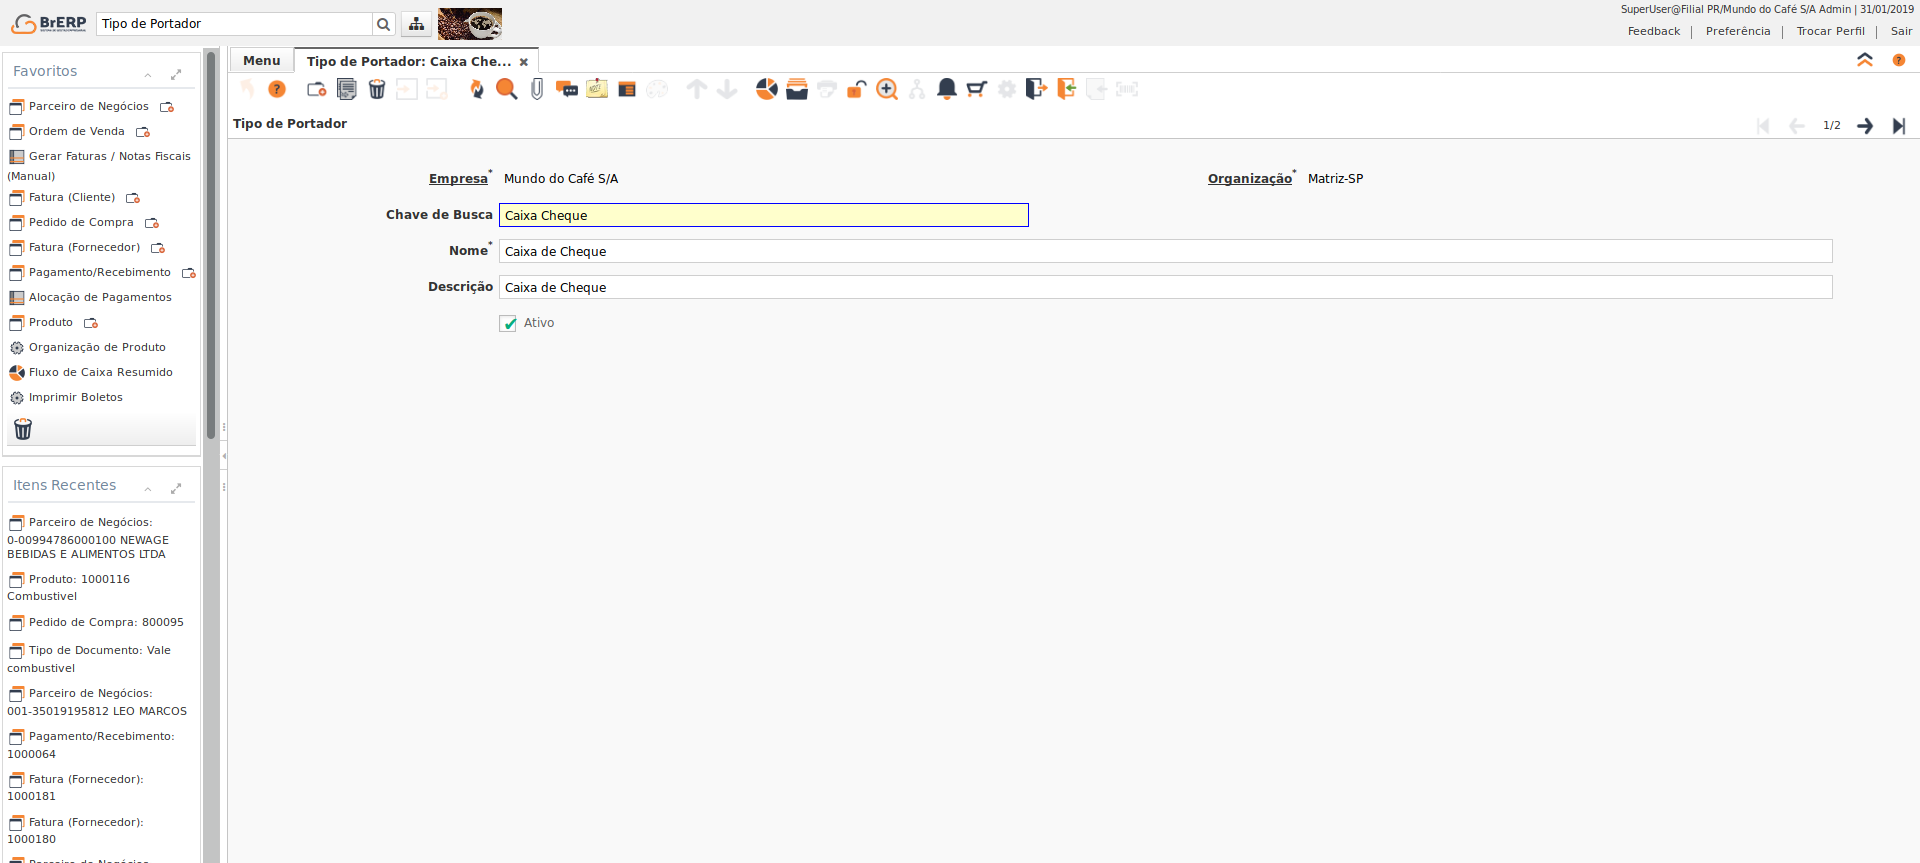 BrERP
Tipo de Portador
SuperUser@Filial PR/Mundo do Café S/A Admin | 31/01/2019
Feedback | Preferência | Trocar Perfil | Sair
Favoritos
Parceiro de Negócios
Ordem de Venda
Gerar Faturas / Notas Fiscais
(Manual)
Fatura (Cliente)
Pedido de Compra
Fatura (Fornecedor)
Pagamento/Recebimento
Alocação de Pagamentos
Produto
Organização de Produto
Fluxo de Caixa Resumido
Imprimir Boletos
Itens Recentes
Parceiro de Negócios:
0-00994786000100 NEWAGE
BEBIDAS E ALIMENTOS LTDA
Produto: 1000116
Combustivel
Pedido de Compra: 800095
Tipo de Documento: Vale
combustivel
Parceiro de Negócios:
001-35019195812 LEO MARCOS
Pagamento/Recebimento:
1000064
Fatura (Fornecedor):
1000181
Fatura (Fornecedor):
1000180
Menu
Tipo de Portador: Caixa Che...
Tipo de Portador
1/2
Empresa* Mundo do Café S/A
Organização* Matriz-SP
Chave de Busca Caixa Cheque
Nome* Caixa de Cheque
Descrição Caixa de Cheque
Ativo